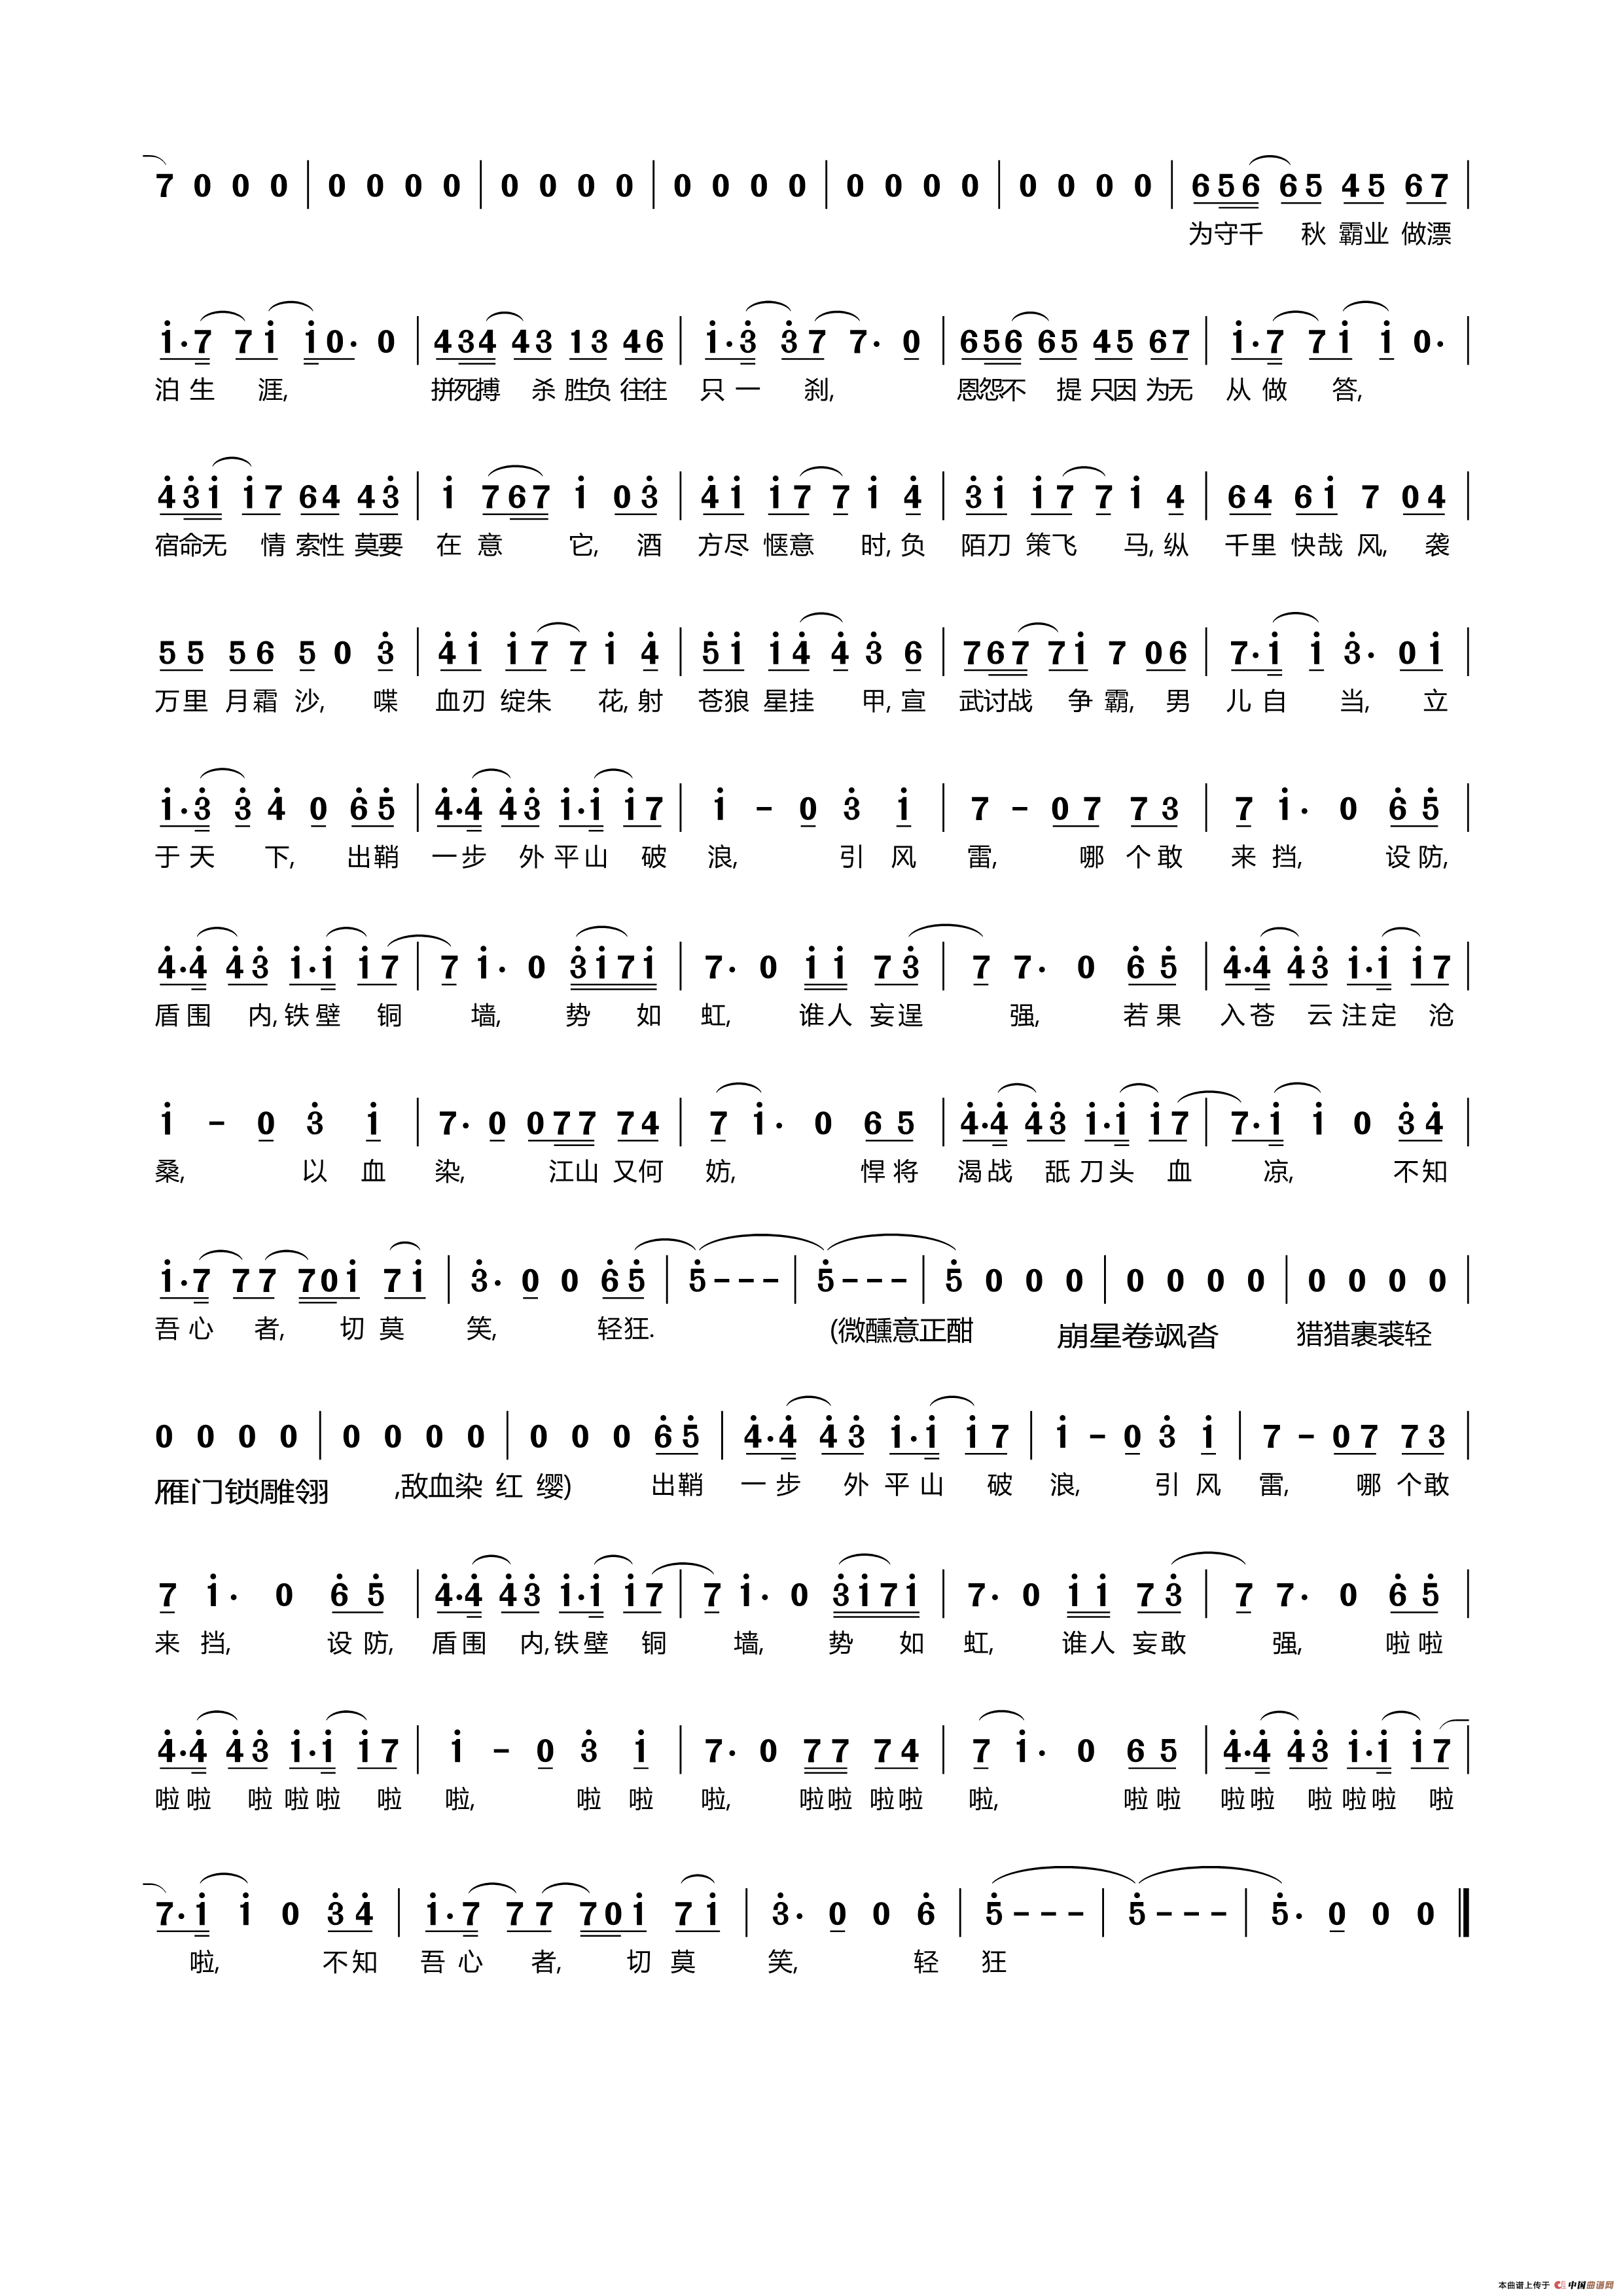 7 0 0 0 | 0 0 0 0 | 0 0 0 0 | 0 0 0 0 | 0 0 0 0 | 0 0 0 0 | 656 65 45 67 |
为守千 秋 霸业 做漂
i·7 7i i0· 0 | 434 43 13 46 | i·3 37 7· 0 | 656 65 45 67 | i·7 7i i 0· |
泊 生 涯, 拼死搏 杀 胜负 往往 只 一 刹, 恩怨不 提 只因 为无 从 做 答,
43i i7 64 43 | i 767 i 03 | 4i i7 7 i 4 | 3i i7 7 i 4 | 64 6i 7 04 |
宿命无 情 索性 莫要 在 意 它, 酒 方尽 惬意 时, 负 陌刀 策飞 马, 纵 千里 快哉 风, 袭
55 56 5 0 3 | 4i i7 7 i 4 | 5i i4 4 3 6 | 767 7i 7 06 | 7·i i 3· 0i |
万里 月霜 沙, 喋 血刃 绽朱 花, 射 苍狼 星挂 甲, 宣 武讨战 争 霸, 男 儿 自 当, 立
i·3 3 4 0 65 | 4·4 43 i·i i7 | i - 0 3 i | 7 - 07 73 | 7 i· 0 65 |
于 天 下, 出鞘 一步 外 平山 破 浪, 引 风 雷, 哪 个敢 来 挡, 设 防,
4·4 43 i·i i7 | 7 i· 0 3i7i | 7· 0 ii 73 | 7 7· 0 65 | 4·4 43 i·i i7 |
盾 围 内, 铁 壁 铜 墙, 势 如 虹, 谁人 妄逞 强, 若 果 入苍 云 注 定 沧
i - 0 3 i | 7· 0 077 74 | 7 i· 0 65 | 4·4 43 i·i i7 | 7·i i 0 34 |
桑, 以 血 染, 江山 又何 妨, 悍 将 渴战 舐 刀头 血 凉, 不知
i·7 77 70i 7i | 3· 0 0 65 | 5--- | 5--- | 5 0 0 0 | 0 0 0 0 | 0 0 0 0 |
吾 心 者, 切 莫 笑, 轻狂. (微醺意正酣 崩星卷飒沓 猎猎裹裘轻
0 0 0 0 | 0 0 0 0 | 0 0 0 65 | 4·4 43 i·i i7 | i - 0 3 i | 7 - 07 73 |
雁门锁雕翎 ,敌血染 红 缨) 出鞘 一 步 外 平 山 破 浪, 引 风 雷, 哪 个敢
7 i· 0 65 | 4·4 43 i·i i7 | 7 i· 0 3i7i | 7· 0 ii 73 | 7 7· 0 65 |
来 挡, 设 防, 盾围 内, 铁壁 铜 墙, 势 如 虹, 谁人 妄敢 强, 啦 啦
4·4 43 i·i i7 | i - 0 3 i | 7· 0 77 74 | 7 i· 0 65 | 4·4 43 i·i i7 |
啦 啦 啦 啦 啦 啦 啦, 啦 啦 啦, 啦啦 啦啦 啦, 啦 啦 啦啦 啦 啦啦 啦
7·i i 0 34 | i·7 77 70i 7i | 3· 0 0 6 | 5--- | 5--- | 5· 0 0 0 ‖
啦, 不知 吾 心 者, 切 莫 笑, 轻 狂
本曲谱上传于 中国曲谱网